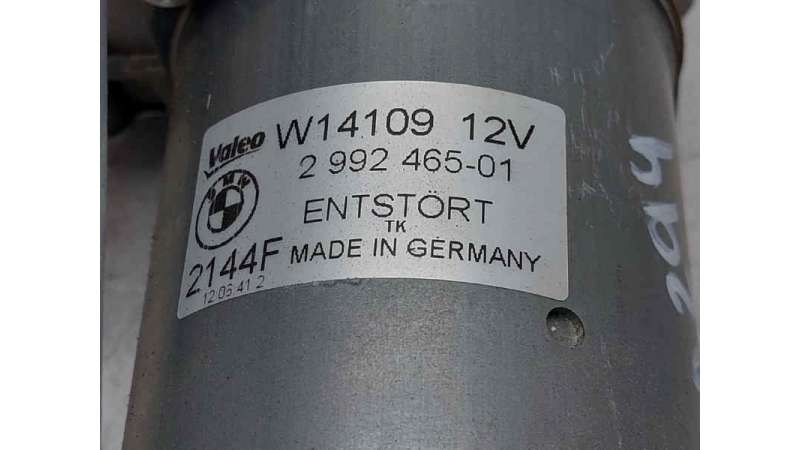 Valeo W14109 12V
2 992 465-01
BMW
ENTSTÖRT
TK
2144F MADE IN GERMANY
12 06 41 2